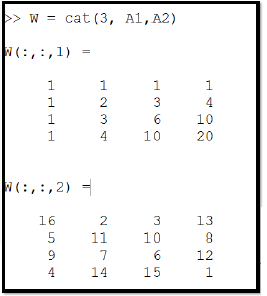 >> W = cat(3, A1,A2)
W(:,:,1) =
1 1 1 1
1 2 3 4
1 3 6 10
1 4 10 20
W(:,:,2) =
16 2 3 13
5 11 10 8
9 7 6 12
4 14 15 1